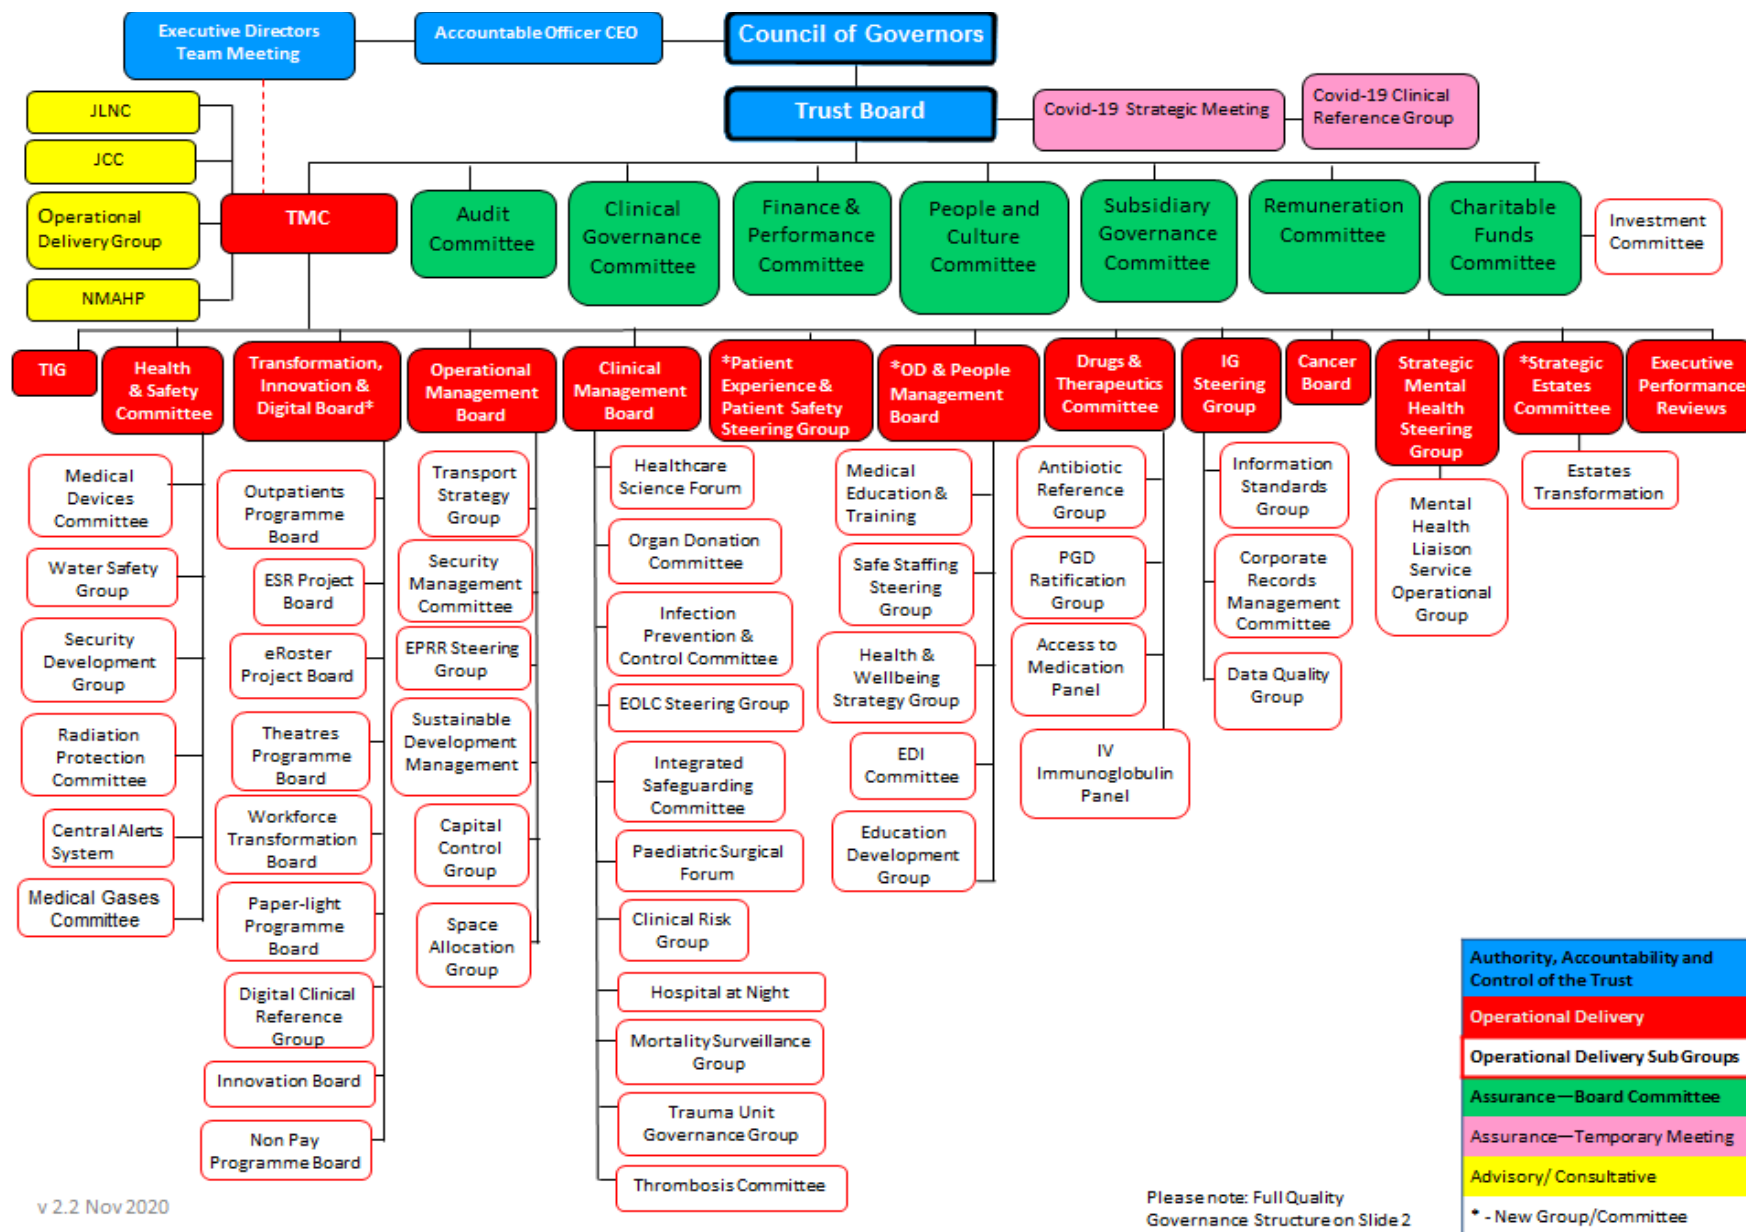 Executive Directors
Team Meeting
Accountable Officer CEO
Council of Governors
Trust Board
Covid-19 Strategic Meeting
Covid-19 Clinical
Reference Group
JLNC
JCC
Operational
Delivery Group
NMAHP
TMC
Audit
Committee
Clinical
Governance
Committee
Finance &
Performance
Committee
People and
Culture
Committee
Subsidiary
Governance
Committee
Remuneration
Committee
Charitable
Funds
Committee
Investment
Committee
TIG
Health
& Safety
Committee
Transformation,
Innovation &
Digital Board*
Operational
Management
Board
Clinical
Management
Board
*Patient
Experience &
Patient Safety
Steering Group
*OD & People
Management
Board
Drugs &
Therapeutics
Committee
IG
Steering
Group
Cancer
Board
Strategic
Mental
Health
Steering
Group
*Strategic
Estates
Committee
Executive
Performance
Reviews
Medical
Devices
Committee
Water Safety
Group
Security
Development
Group
Radiation
Protection
Committee
Central Alerts
System
Medical Gases
Committee
Outpatients
Programme
Board
ESR Project
Board
eRoster
Project Board
Theatres
Programme
Board
Workforce
Transformation
Board
Paper-light
Programme
Board
Digital Clinical
Reference
Group
Innovation Board
Non Pay
Programme Board
Transport
Strategy
Group
Security
Management
Committee
EPRR Steering
Group
Sustainable
Development
Management
Capital
Control
Group
Space
Allocation
Group
Healthcare
Science Forum
Organ Donation
Committee
Infection
Prevention &
Control Committee
EOLC Steering Group
Integrated
Safeguarding
Committee
Paediatric Surgical
Forum
Clinical Risk
Group
Hospital at Night
Mortality Surveillance
Group
Trauma Unit
Governance Group
Thrombosis Committee
Medical
Education &
Training
Safe Staffing
Steering
Group
Health &
Wellbeing
Strategy Group
EDI
Committee
Education
Development
Group
Antibiotic
Reference
Group
PGD
Ratification
Group
Access to
Medication
Panel
IV
Immunoglobulin
Panel
Information
Standards
Group
Corporate
Records
Management
Committee
Data Quality
Group
Mental
Health
Liaison
Service
Operational
Group
Estates
Transformation
Authority, Accountability and
Control of the Trust
Operational Delivery
Operational Delivery Sub Groups
Assurance—Board Committee
Assurance—Temporary Meeting
Advisory/ Consultative
* - New Group/Committee
Please note: Full Quality
Governance Structure on Slide 2
v 2.2 Nov 2020